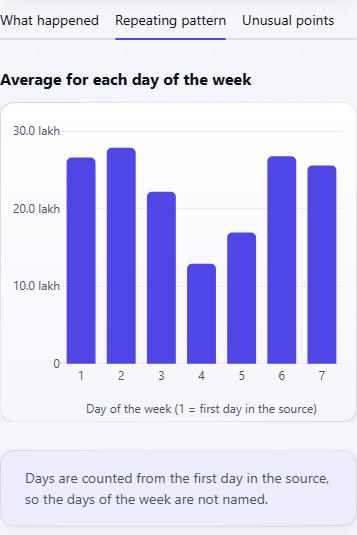 What happened Repeating pattern Unusual points
Average for each day of the week
30.0 lakh
20.0 lakh
10.0 lakh
0
1 2 3 4 5 6 7
Day of the week (1 = first day in the source)
Days are counted from the first day in the source,
so the days of the week are not named.